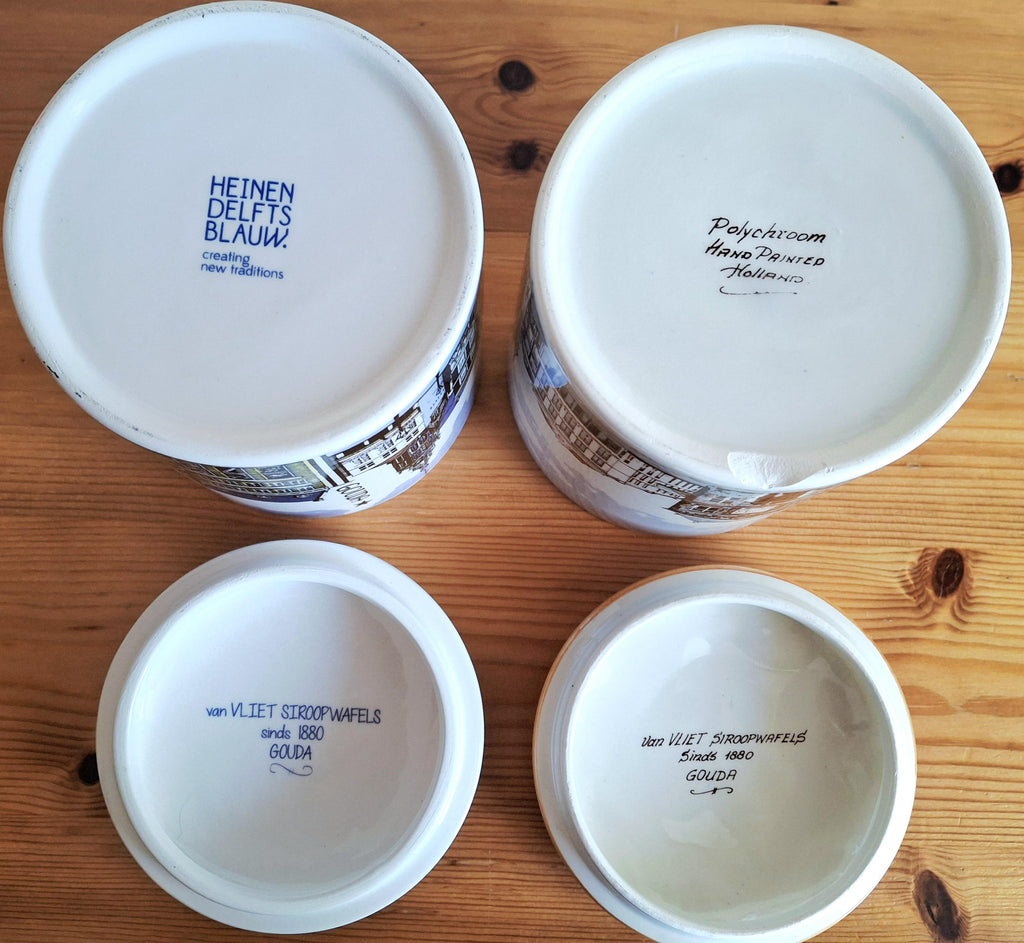 HEINEN
DELFTS
BLAUW.
creating
new traditions
Polychroom
HAND PAINTED
HOLLAND
van VLIET SIROOPWAFELS
sinds 1880
GOUDA
van VLIET SIROOPWAFELS
Sinds 1880
GOUDA
GOUDA